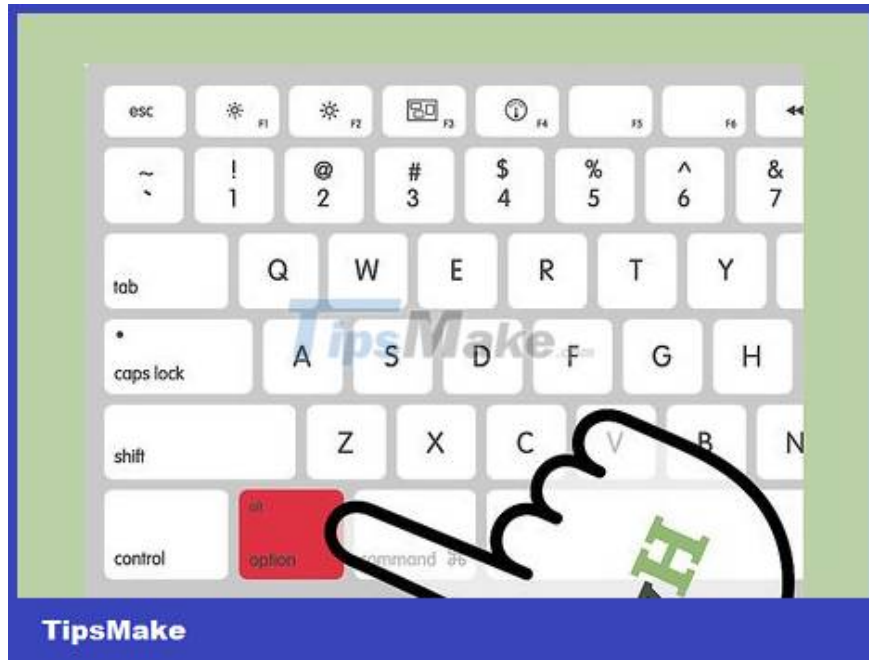 esc F1 F2 F3 F4 F5 F6
~ ! @ # $ % ^ &
` 1 2 3 4 5 6 7
tab Q W E R T Y
TipsMake.com
caps lock A S D F G H
shift Z X C V B N
alt
control option command ⌘
H
TipsMake